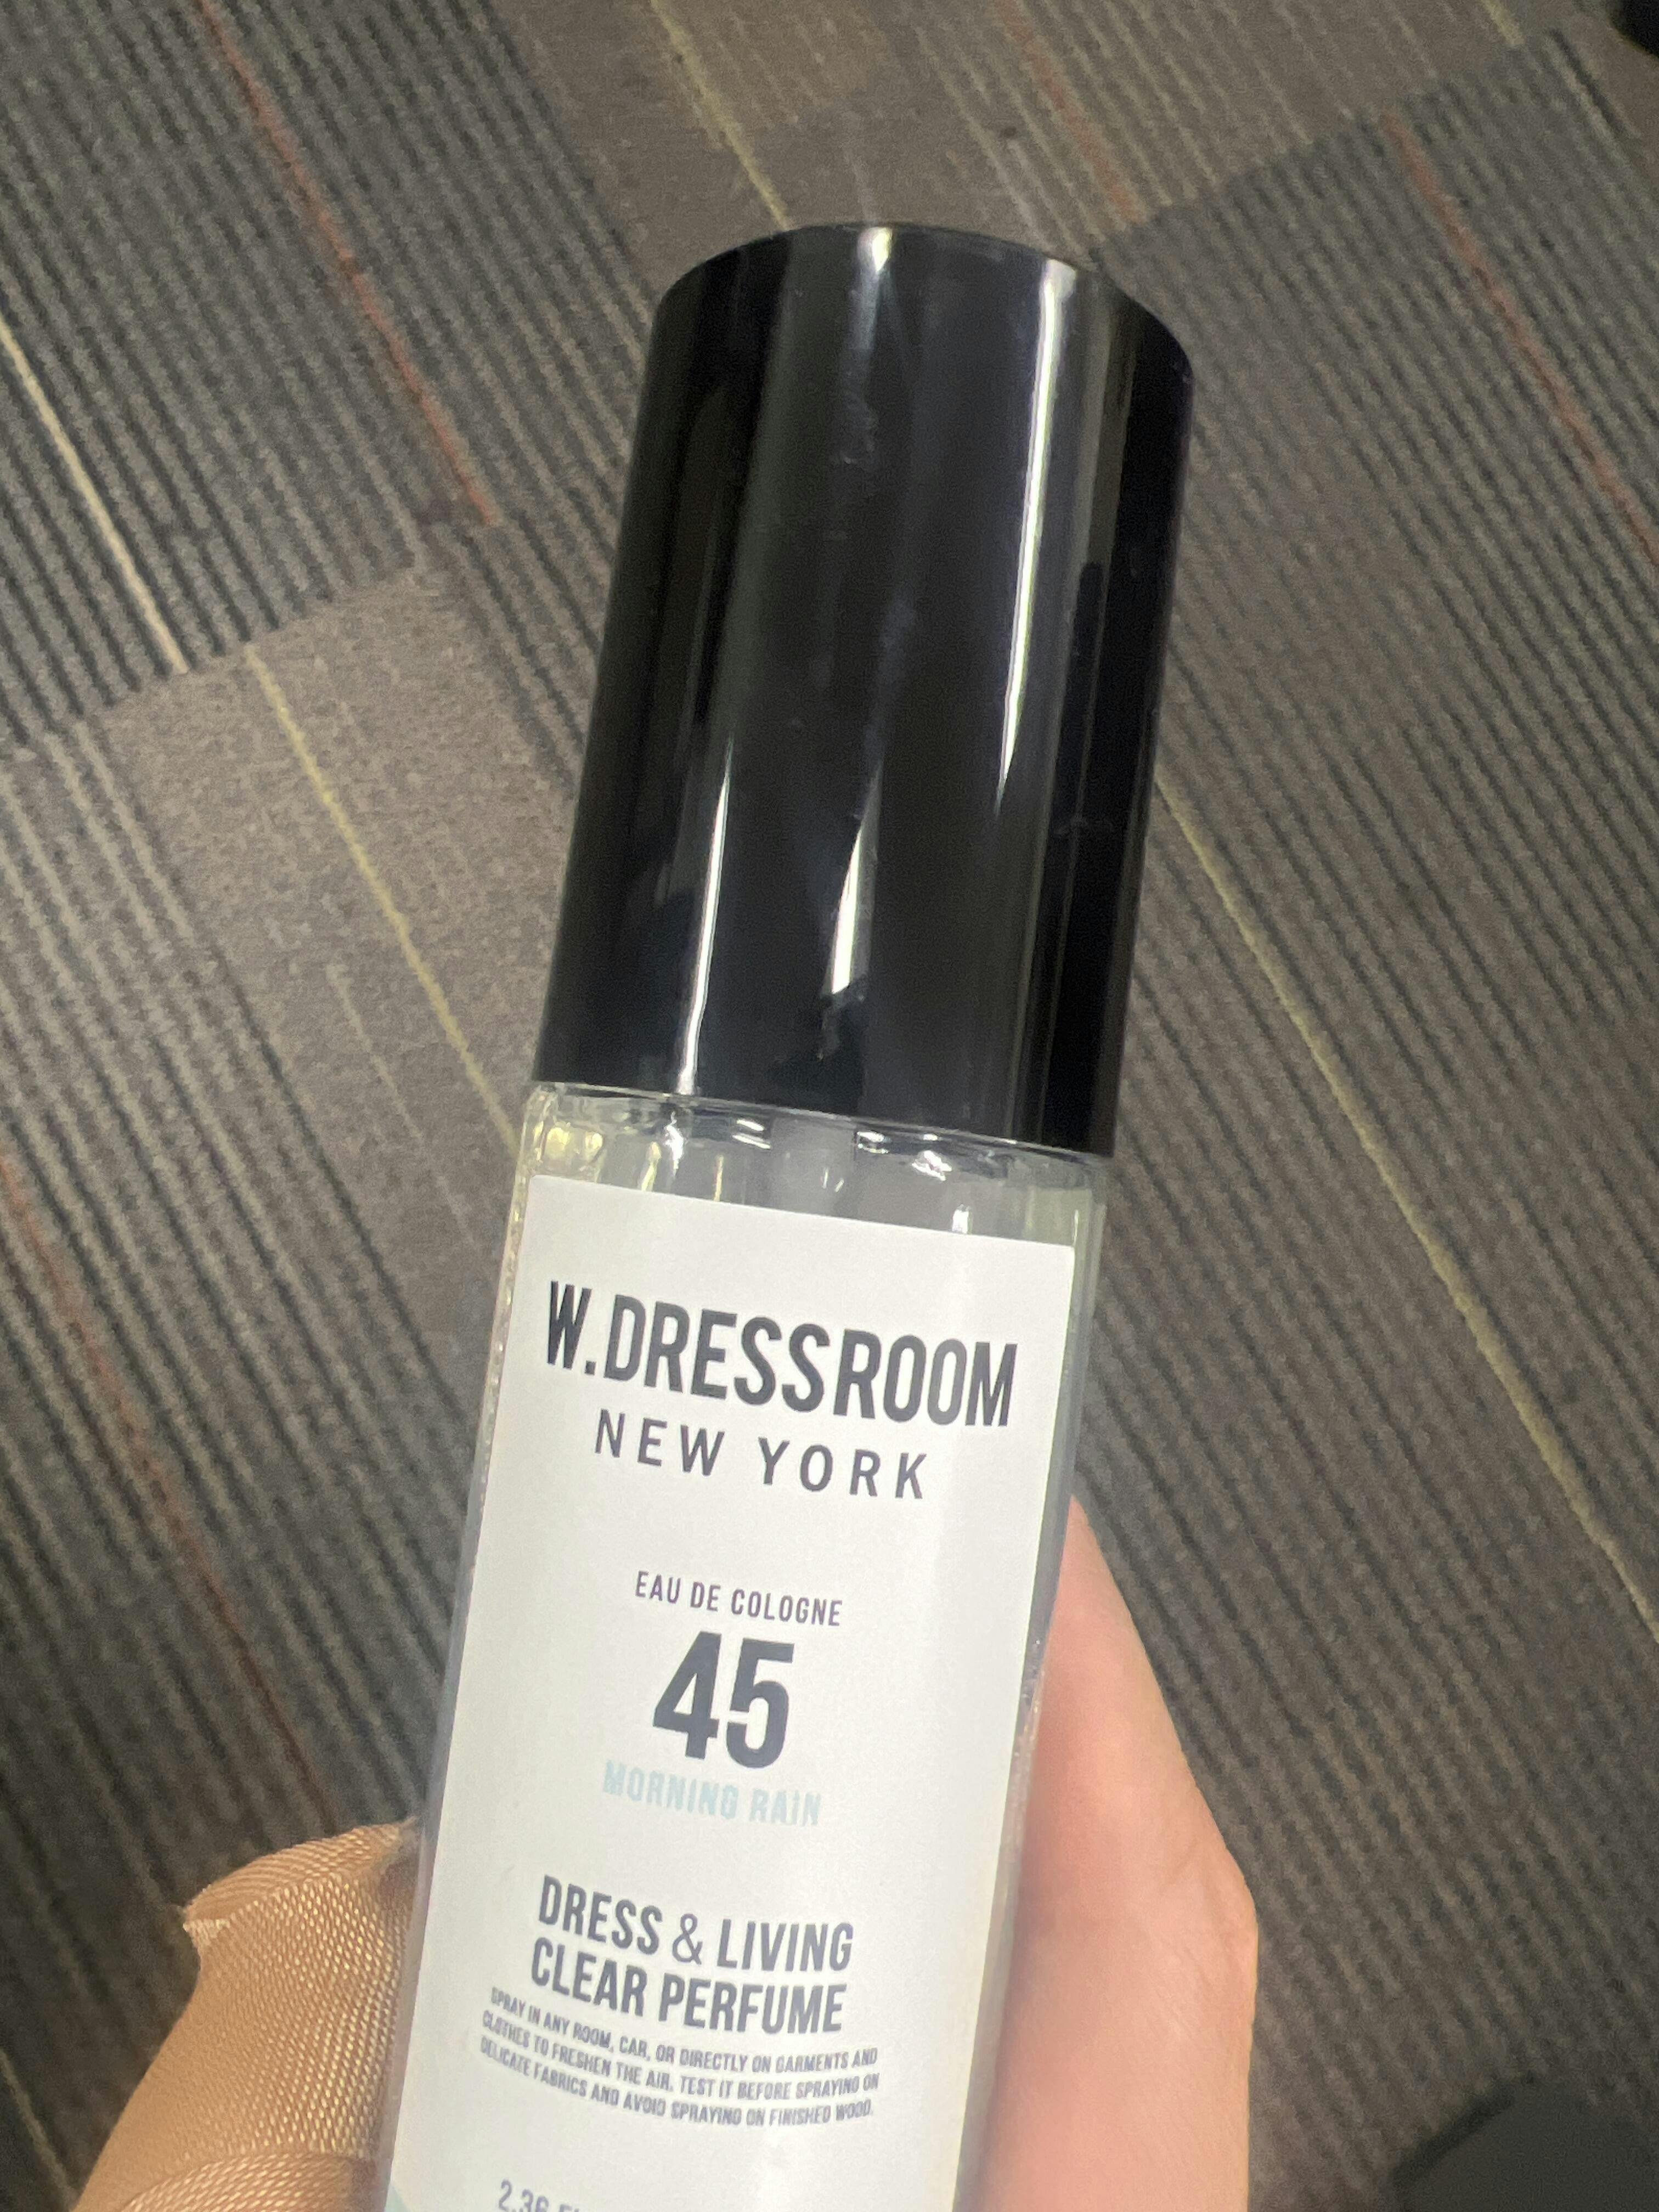 W.DRESSROOM
NEW YORK
EAU DE COLOGNE
45
MORNING RAIN
DRESS & LIVING
CLEAR PERFUME
SPRAY IN ANY ROOM, CAR, OR DIRECTLY ON GARMENTS AND
CLOTHES TO FRESHEN THE AIR. TEST IT BEFORE SPRAYING ON
DELICATE FABRICS AND AVOID SPRAYING ON FINISHED WOOD.
2.36